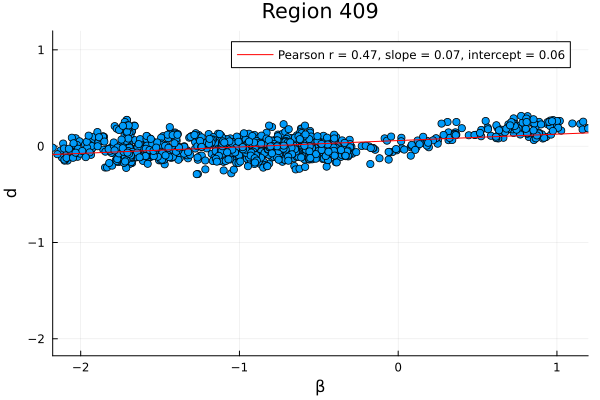 Region 409
Pearson r = 0.47, slope = 0.07, intercept = 0.06
1
0
−1
−2
d
−2
−1
0
1
β